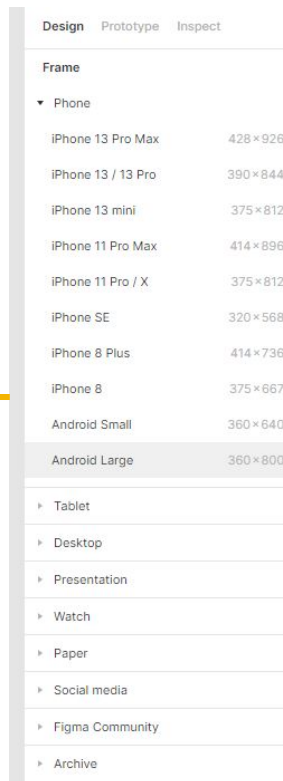 Design Prototype Inspect
Frame
Phone
iPhone 13 Pro Max 428×926
iPhone 13 / 13 Pro 390×844
iPhone 13 mini 375×812
iPhone 11 Pro Max 414×896
iPhone 11 Pro / X 375×812
iPhone SE 320×568
iPhone 8 Plus 414×736
iPhone 8 375×667
Android Small 360×640
Android Large 360×800
Tablet
Desktop
Presentation
Watch
Paper
Social media
Figma Community
Archive